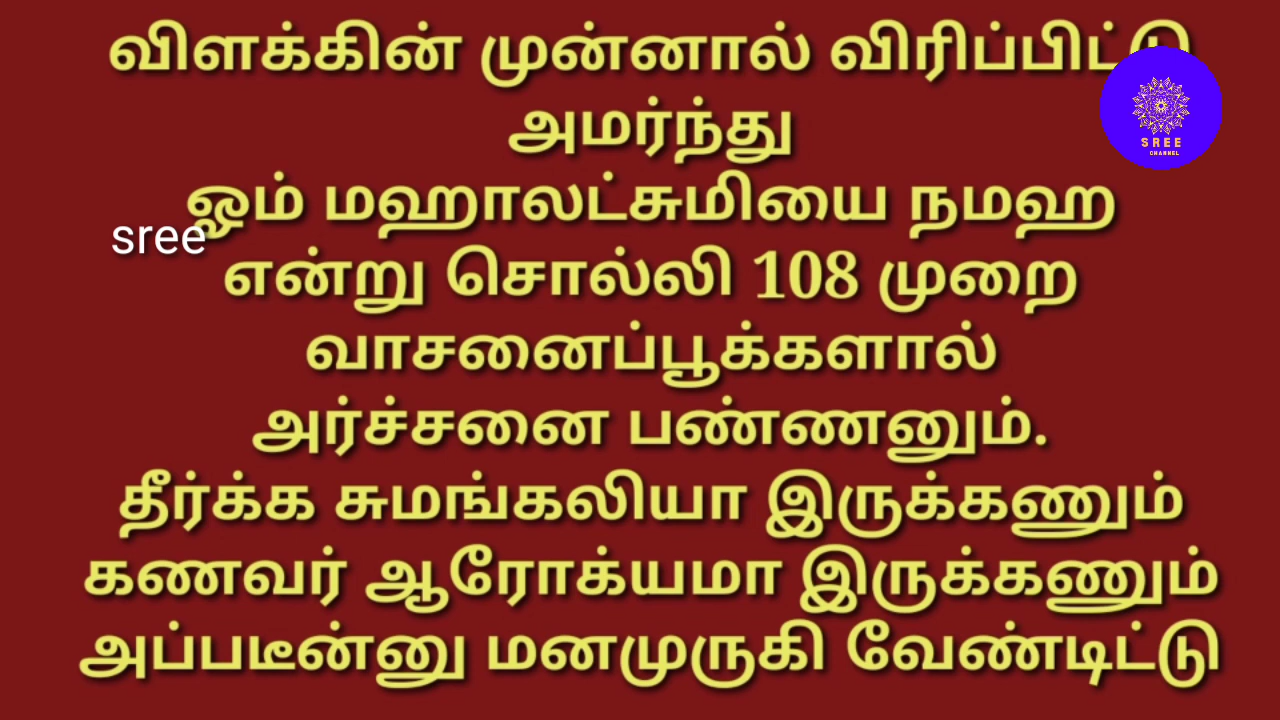 விளக்கின் முன்னால் விரிப்பிட்டு
அமர்ந்து
ஓம் மஹாலட்சுமியை நமஹ
என்று சொல்லி 108 முறை
வாசனைப்பூக்களால்
அர்ச்சனை பண்ணனும்.
தீர்க்க சுமங்கலியா இருக்கணும்
கணவர் ஆரோக்யமா இருக்கணும்
அப்படீன்னு மனமுருகி வேண்டிட்டு
sree
SREE
CHANNEL